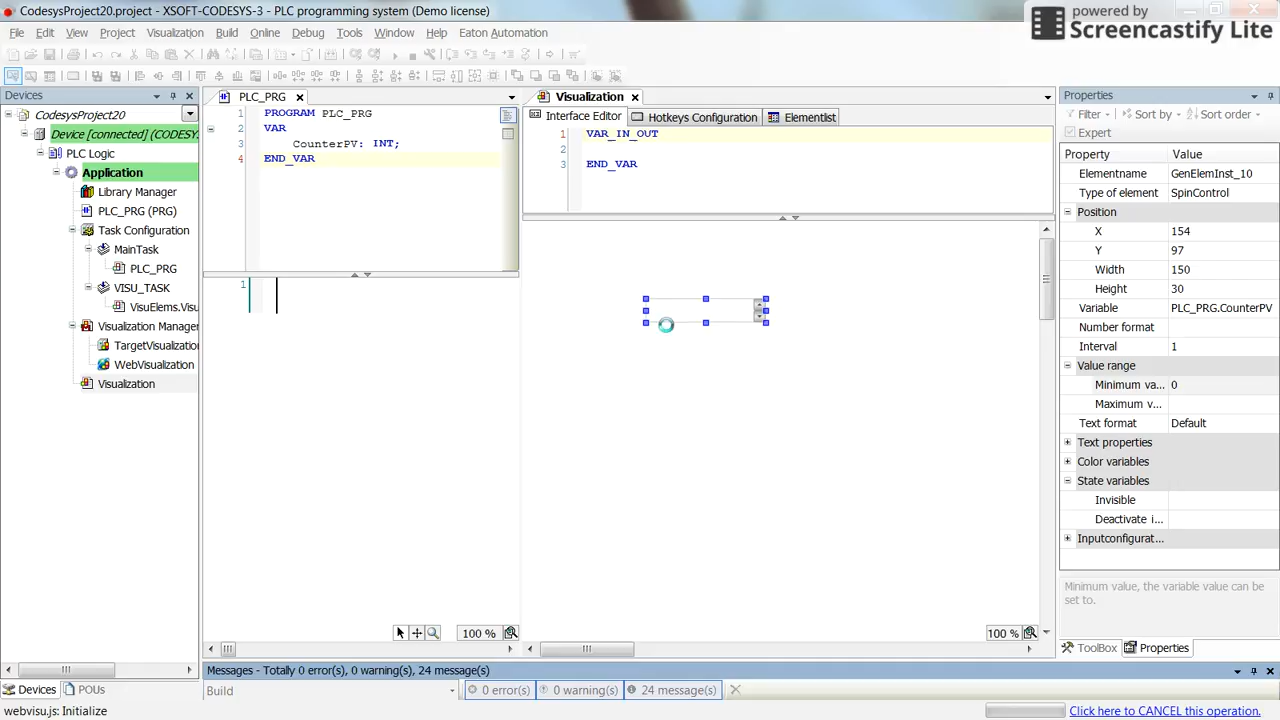 CodesysProject20.project - XSOFT-CODESYS-3 - PLC programming system (Demo license)
powered by
Screencastify Lite
File Edit View Project Visualization Build Online Debug Tools Window Help Eaton Automation
Devices
CodesysProject20
Device [connected] (CODESY.
PLC Logic
Application
Library Manager
PLC_PRG (PRG)
Task Configuration
MainTask
PLC_PRG
VISU_TASK
VisuElems.Visu
Visualization Manager
TargetVisualization
WebVisualization
Visualization
Devices POUs
PLC_PRG
1 PROGRAM PLC_PRG
2 VAR
3 CounterPV: INT;
4 END_VAR
1
100 %
Visualization
Interface Editor Hotkeys Configuration Elementlist
1 VAR_IN_OUT
2
3 END_VAR
100 %
Properties
Filter Sort by Sort order
Expert
Property Value
Elementname GenElemInst_10
Type of element SpinControl
Position
X 154
Y 97
Width 150
Height 30
Variable PLC_PRG.CounterPV
Number format
Interval 1
Value range
Minimum va... 0
Maximum v...
Text format Default
Text properties
Color variables
State variables
Invisible
Deactivate i...
Inputconfigurat...
Minimum value, the variable value can be
set to.
ToolBox Properties
Messages - Totally 0 error(s), 0 warning(s), 24 message(s)
Build 0 error(s) 0 warning(s) 24 message(s)
webvisu.js: Initialize
Click here to CANCEL this operation.